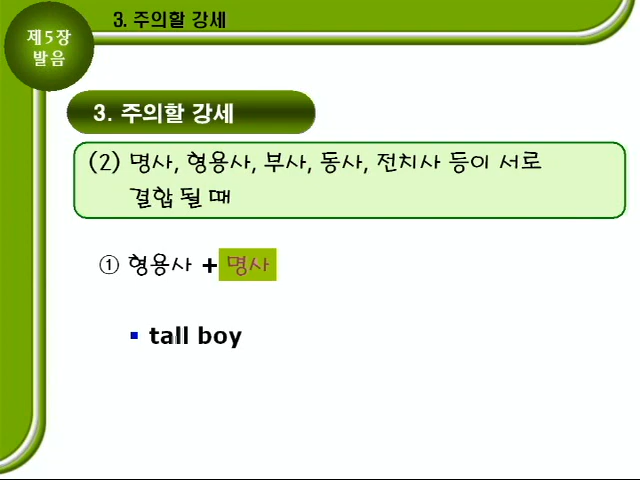 3. 주의할 강세
제5장
발음
3. 주의할 강세
(2) 명사, 형용사, 부사, 동사, 전치사 등이 서로
결합 될 때
① 형용사 + 명사
▪ tall boy